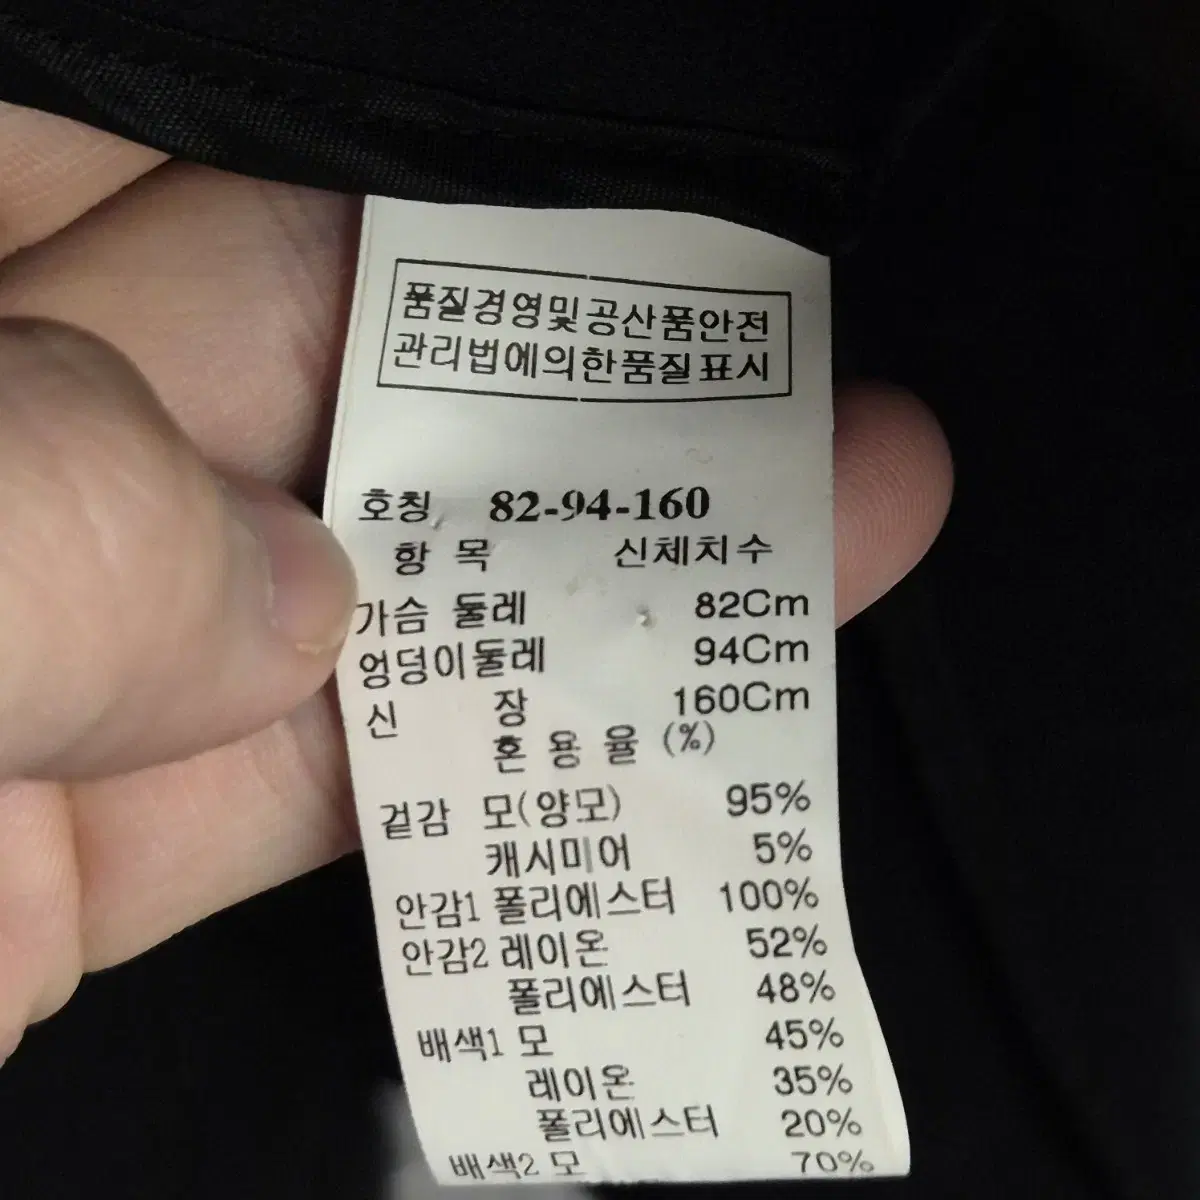 품질경영및공산품안전
관리법에의한품질표시
호칭 82-94-160
항 목 신체치수
가슴 둘레 82Cm
엉덩이둘레 94Cm
신 장 160Cm
혼 용 율 (%)
겉감 모(양모) 95%
캐시미어 5%
안감1 폴리에스터 100%
안감2 레이온 52%
폴리에스터 48%
배색1 모 45%
레이온 35%
폴리에스터 20%
배색2 모 70%